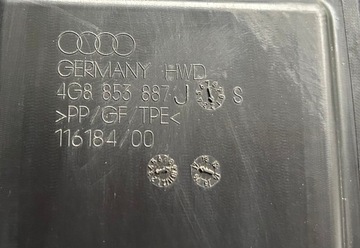 GERMANY HWD
4G8 853 887 J S
>PP/GF/TPE<
116184/00